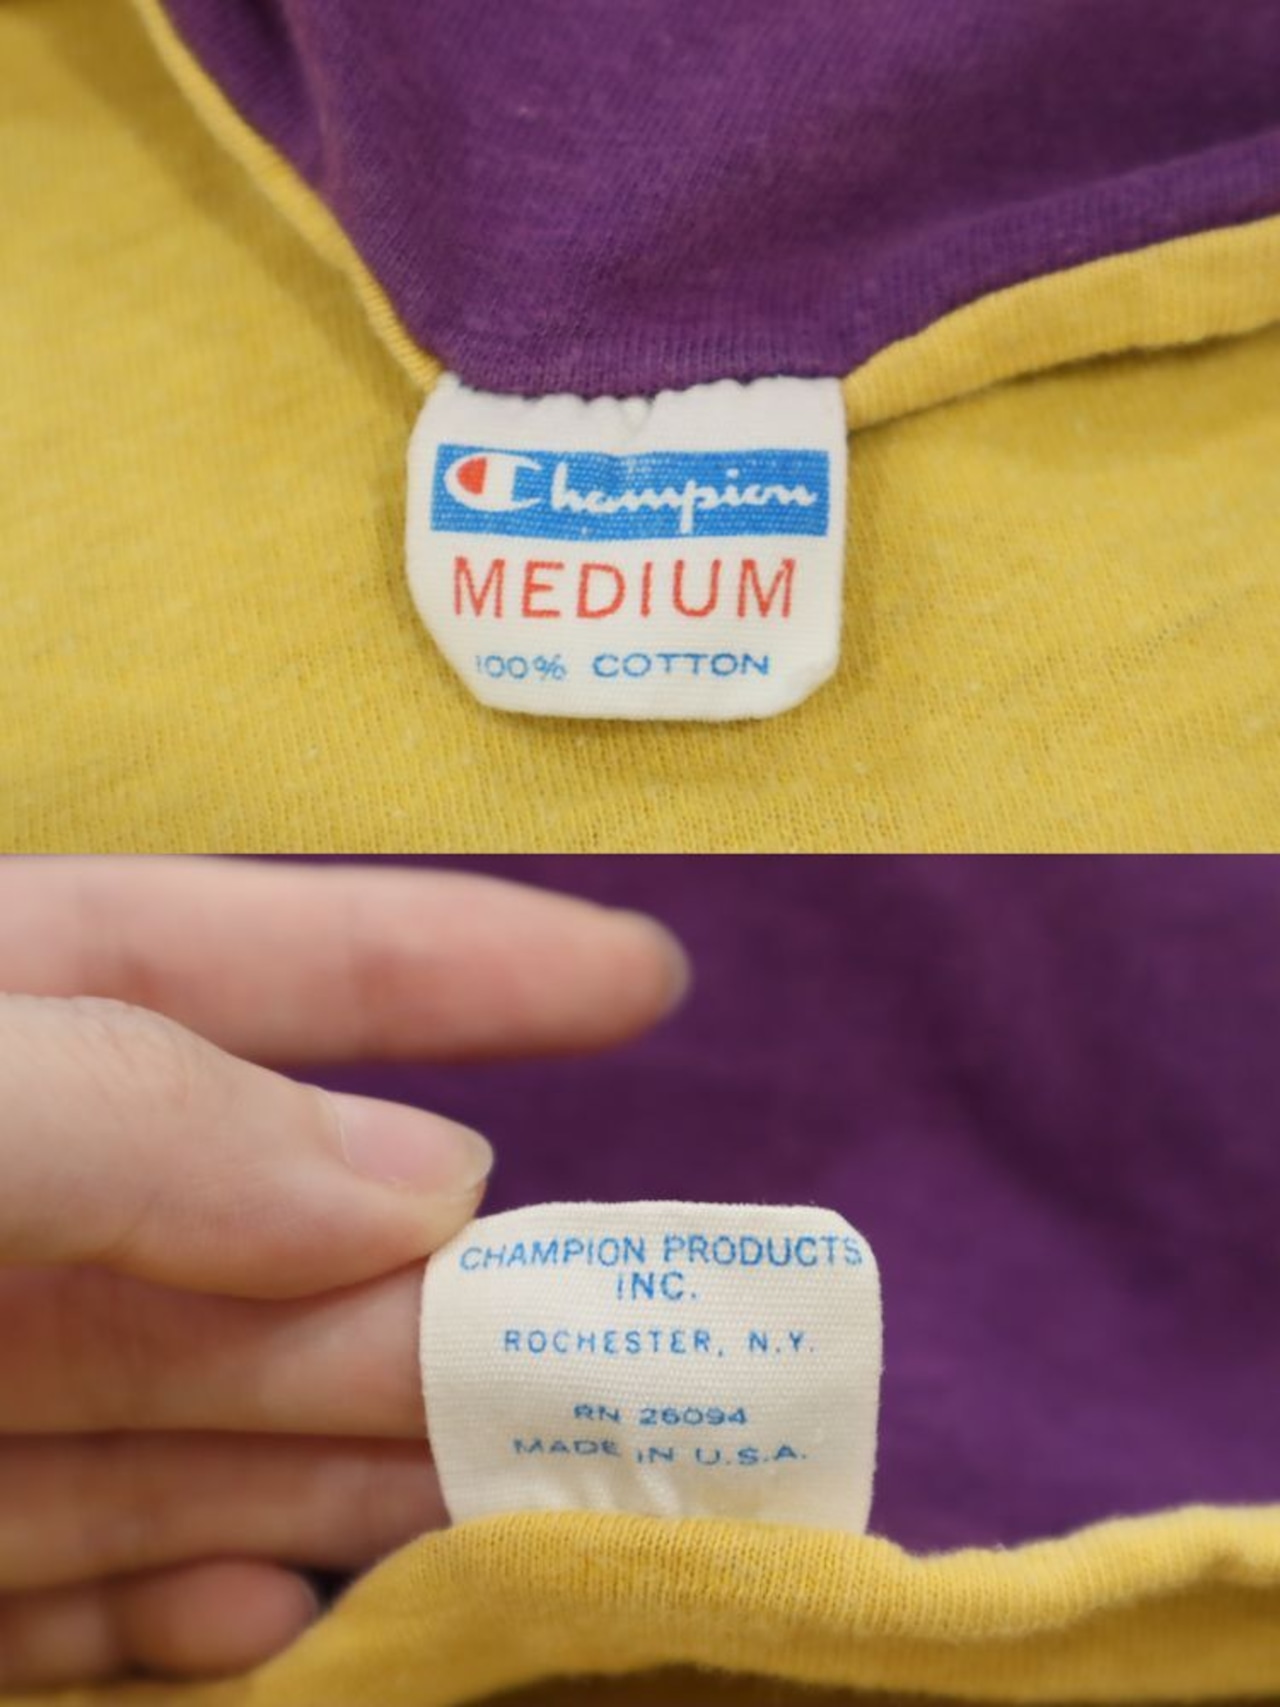 Champion
MEDIUM
100% COTTON
CHAMPION PRODUCTS
INC.
ROCHESTER, N.Y.
RN 26094
MADE IN U.S.A.